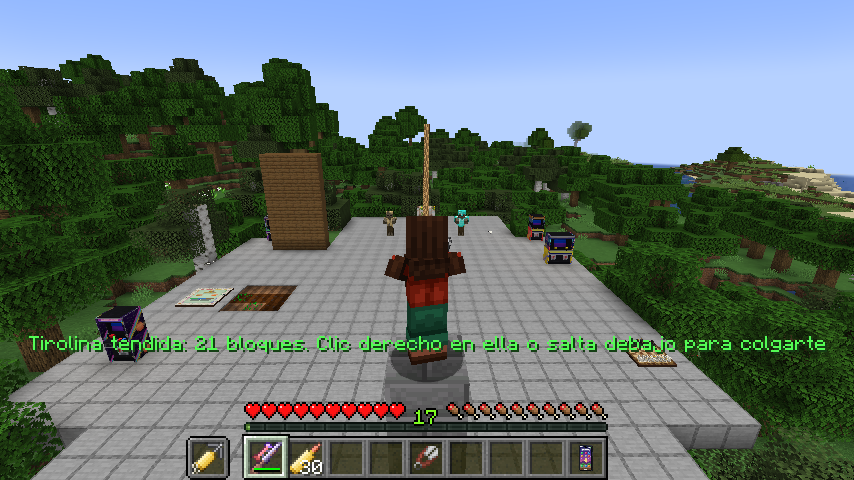 Tirolina tendida: 21 bloques. Clic derecho en ella o salta debajo para colgarte
17
30